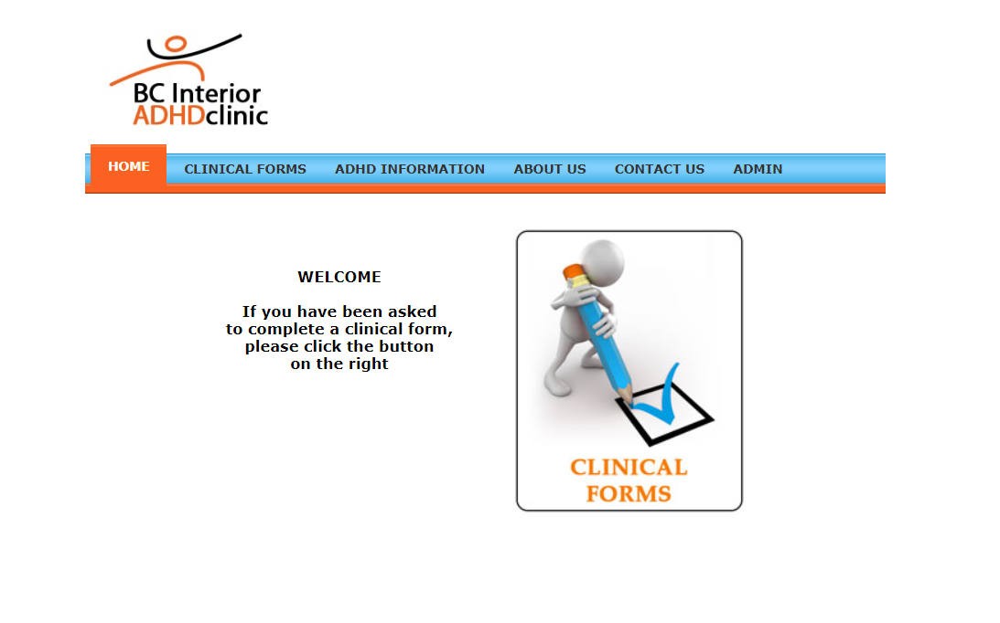 BC Interior
ADHDclinic
HOME CLINICAL FORMS ADHD INFORMATION ABOUT US CONTACT US ADMIN
WELCOME
If you have been asked
to complete a clinical form,
please click the button
on the right
CLINICAL
FORMS